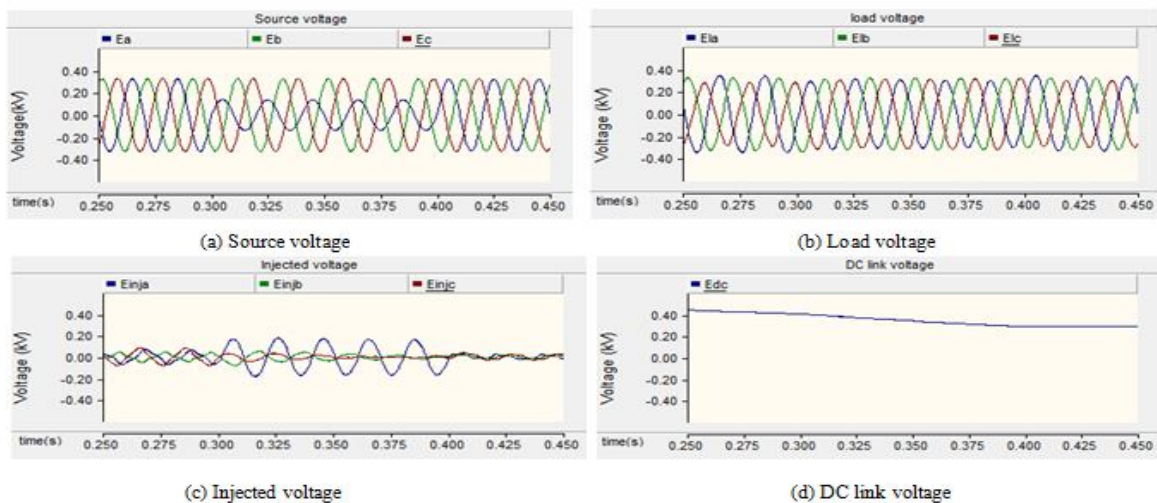 Source voltage
Ea Eb Ec
Voltage(kV)
0.40
0.20
0.00
-0.20
-0.40
time(s) 0.250 0.275 0.300 0.325 0.350 0.375 0.400 0.425 0.450
(a) Source voltage
load voltage
Ela Elb Elc
Voltage (kV)
0.40
0.20
0.00
-0.20
-0.40
time(s) 0.250 0.275 0.300 0.325 0.350 0.375 0.400 0.425 0.450
(b) Load voltage
Injected voltage
Einja Einjb Einjc
Voltage (kV)
0.40
0.20
0.00
-0.20
-0.40
time(s) 0.250 0.275 0.300 0.325 0.350 0.375 0.400 0.425 0.450
(c) Injected voltage
DC link voltage
Edc
Voltage (kV)
0.40
0.20
0.00
-0.20
-0.40
time(s) 0.250 0.275 0.300 0.325 0.350 0.375 0.400 0.425 0.450
(d) DC link voltage